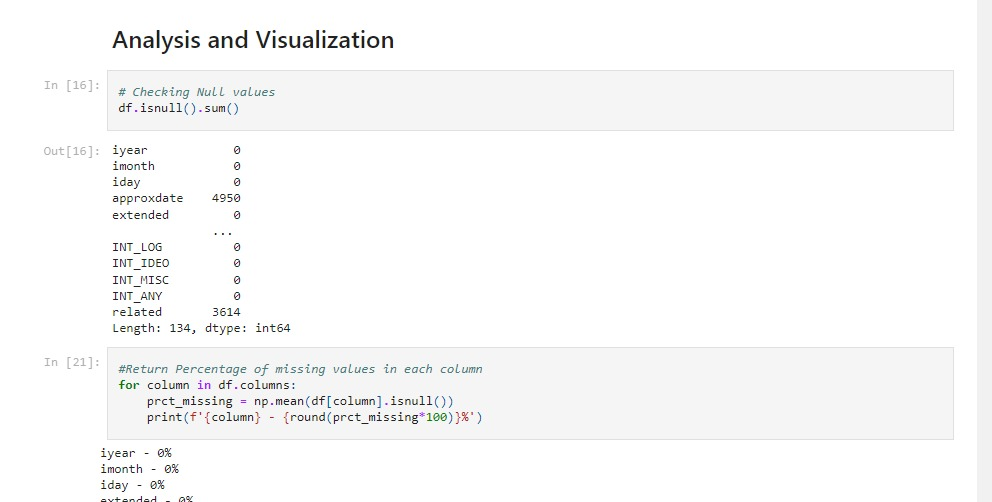 Analysis and Visualization
In [16]:
# Checking Null values
df.isnull().sum()
Out[16]:
iyear 0
imonth 0
iday 0
approxdate 4950
extended 0
...
INT_LOG 0
INT_IDEO 0
INT_MISC 0
INT_ANY 0
related 3614
Length: 134, dtype: int64
In [21]:
#Return Percentage of missing values in each column
for column in df.columns:
    prct_missing = np.mean(df[column].isnull())
    print(f'{column} - {round(prct_missing*100)}%')
iyear - 0%
imonth - 0%
iday - 0%
extended - 0%